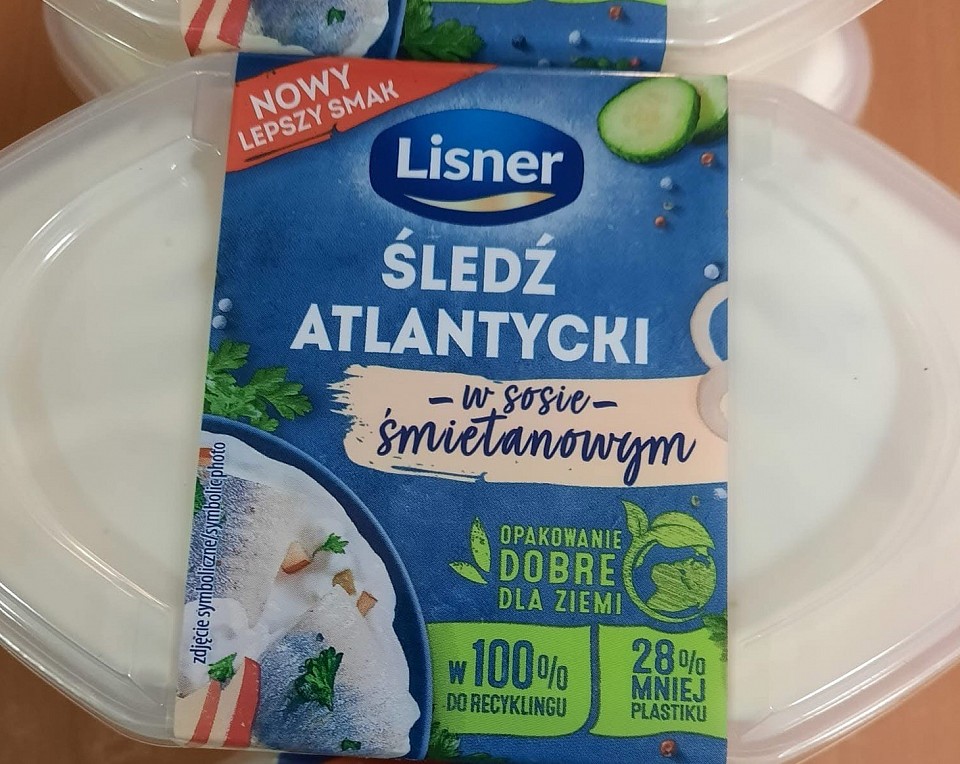 NOWY
LEPSZY SMAK
Lisner
ŚLEDŹ
ATLANTYCKI
- w sosie -
śmietanowym
OPAKOWANIE
DOBRE
DLA ZIEMI
w 100%
DO RECYKLINGU
28%
MNIEJ
PLASTIKU
zdjęcie symboliczne/symbolic photo